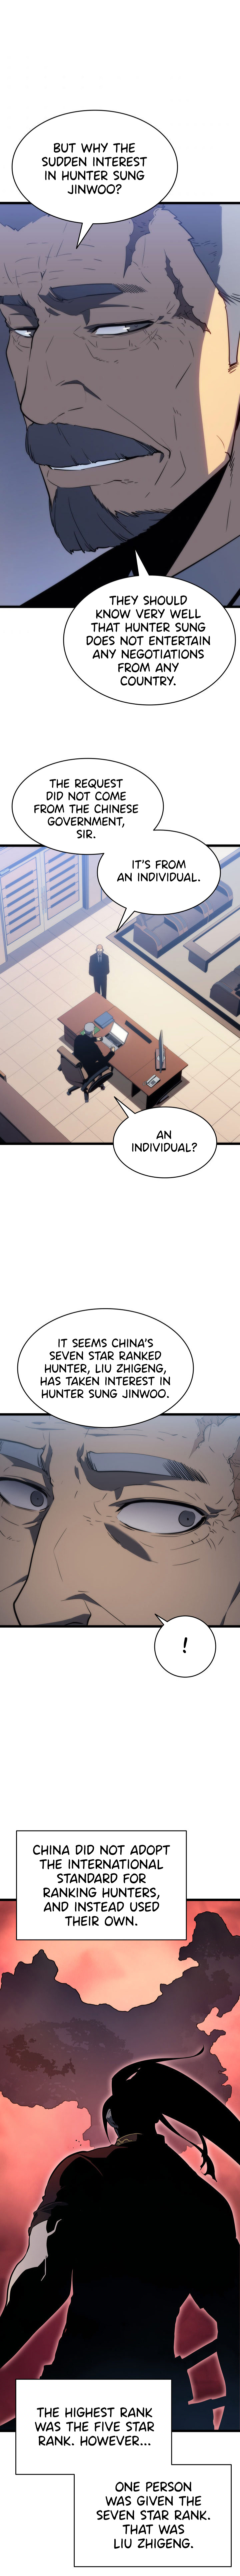 BUT WHY THE
SUDDEN INTEREST
IN HUNTER SUNG
JINWOO?
THEY SHOULD
KNOW VERY WELL
THAT HUNTER SUNG
DOES NOT ENTERTAIN
ANY NEGOTIATIONS
FROM ANY
COUNTRY.
THE REQUEST
DID NOT COME
FROM THE CHINESE
GOVERNMENT,
SIR.
IT'S FROM
AN INDIVIDUAL.
AN
INDIVIDUAL?
IT SEEMS CHINA'S
SEVEN STAR RANKED
HUNTER, LIU ZHIGENG,
HAS TAKEN INTEREST IN
HUNTER SUNG JINWOO.
!
CHINA DID NOT ADOPT
THE INTERNATIONAL
STANDARD FOR
RANKING HUNTERS,
AND INSTEAD USED
THEIR OWN.
THE HIGHEST RANK
WAS THE FIVE STAR
RANK. HOWEVER...
ONE PERSON
WAS GIVEN THE
SEVEN STAR RANK.
THAT WAS
LIU ZHIGENG.